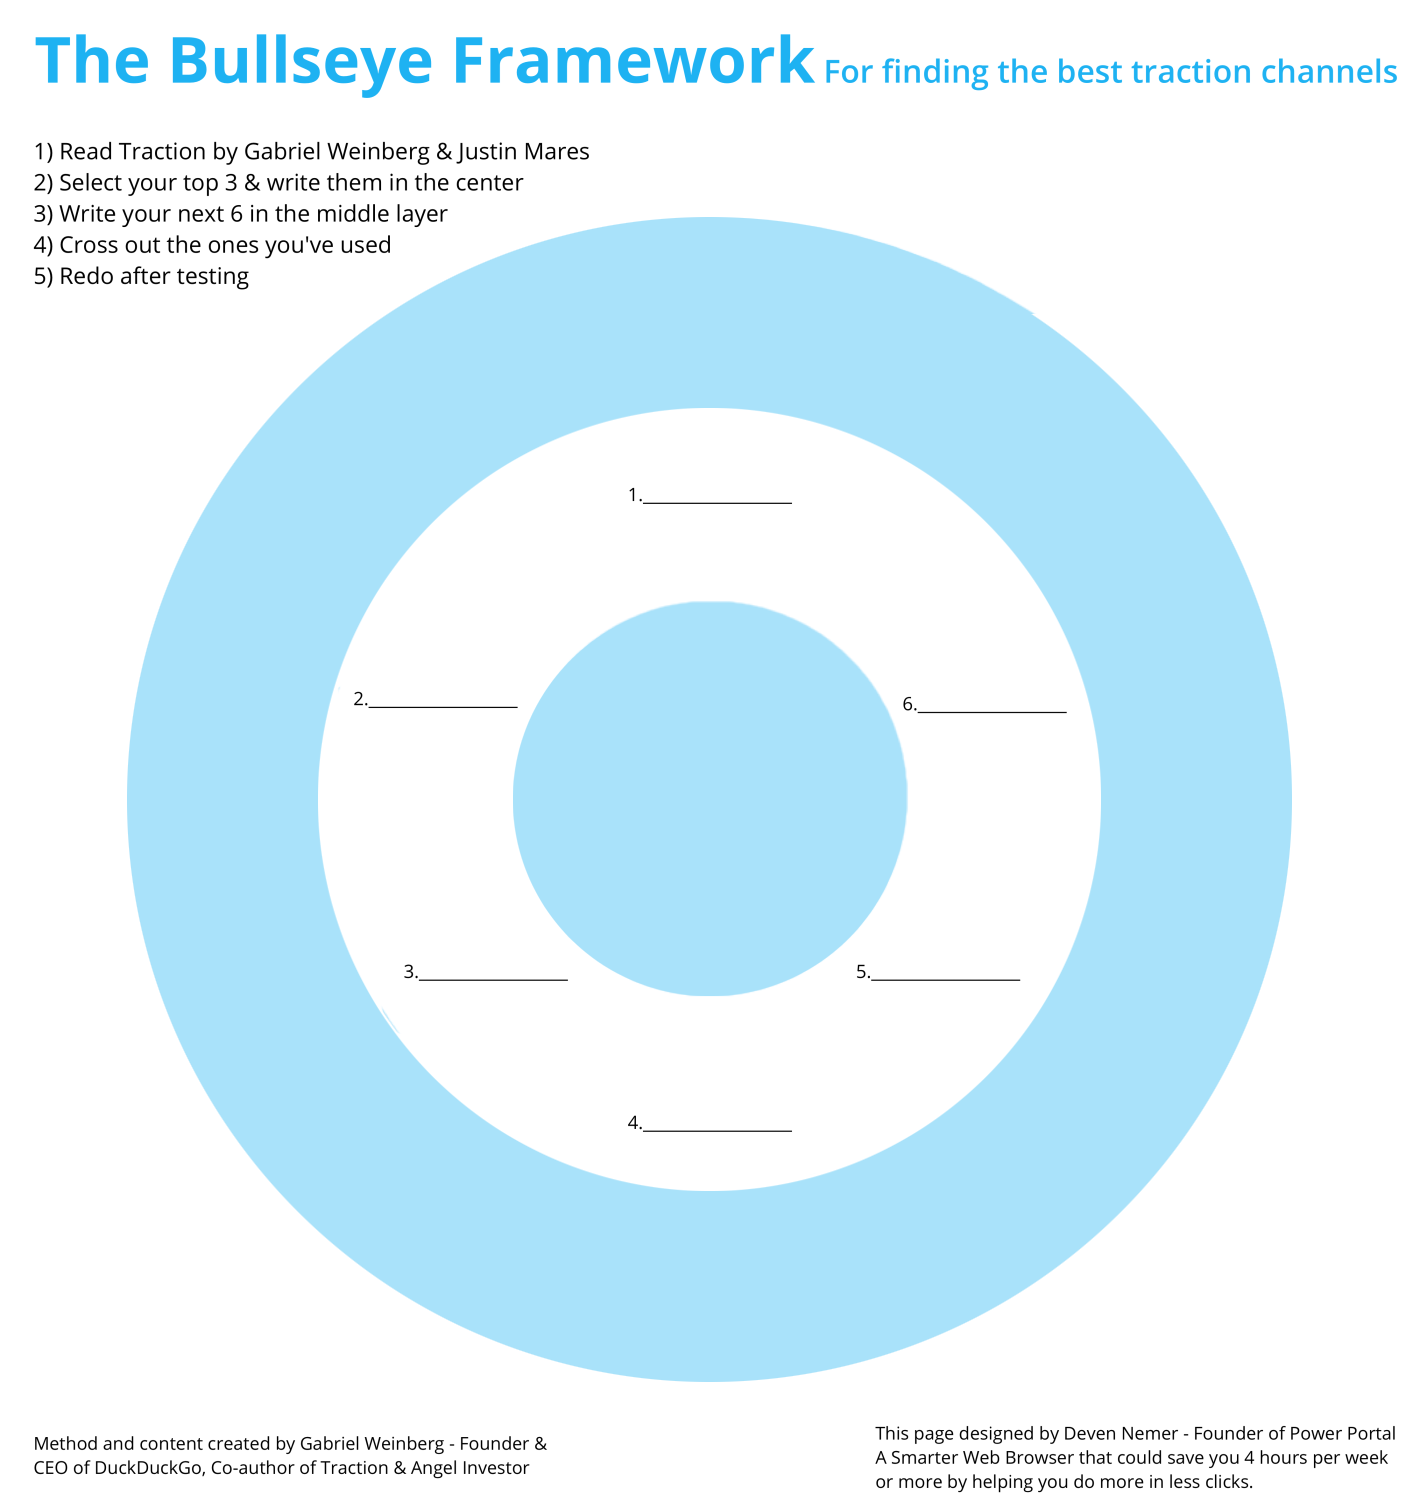 The Bullseye Framework For finding the best traction channels
1) Read Traction by Gabriel Weinberg & Justin Mares
2) Select your top 3 & write them in the center
3) Write your next 6 in the middle layer
4) Cross out the ones you've used
5) Redo after testing
1.________________
2.________________
6.________________
3.________________
5.________________
4.________________
Method and content created by Gabriel Weinberg - Founder &
CEO of DuckDuckGo, Co-author of Traction & Angel Investor
This page designed by Deven Nemer - Founder of Power Portal
A Smarter Web Browser that could save you 4 hours per week
or more by helping you do more in less clicks.